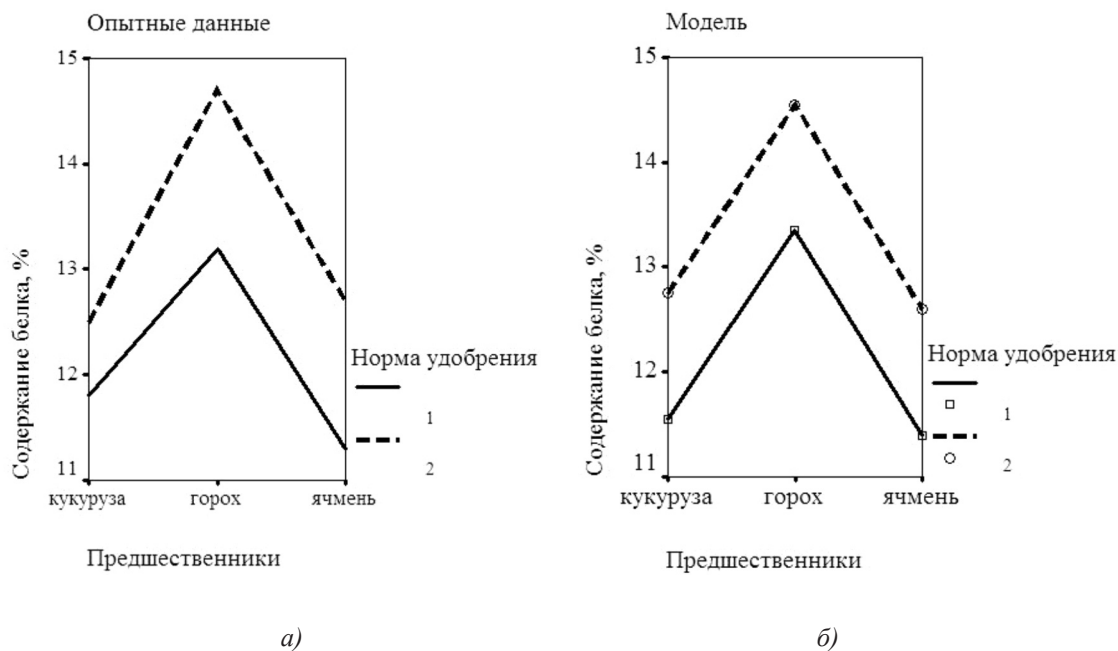 Опытные данные
15
14
13
12
11
Содержание белка, %
кукуруза горох ячмень
Предшественники
Норма удобрения
1
2
а)
Модель
15
14
13
12
11
Содержание белка, %
кукуруза горох ячмень
Предшественники
Норма удобрения
1
2
б)